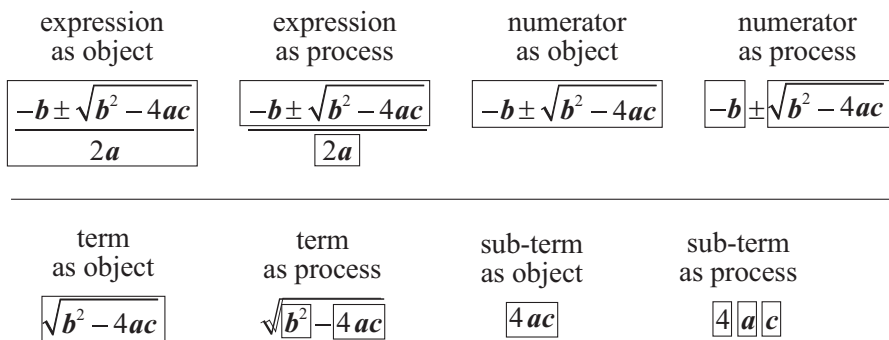 expression expression numerator numerator
as object as process as object as process
−b ± √(b² − 4ac) −b ± √(b² − 4ac) −b ± √(b² − 4ac) −b ± √(b² − 4ac)
2a 2a
term term sub-term sub-term
as object as process as object as process
√(b² − 4ac) √(b² − 4ac) 4ac 4 a c